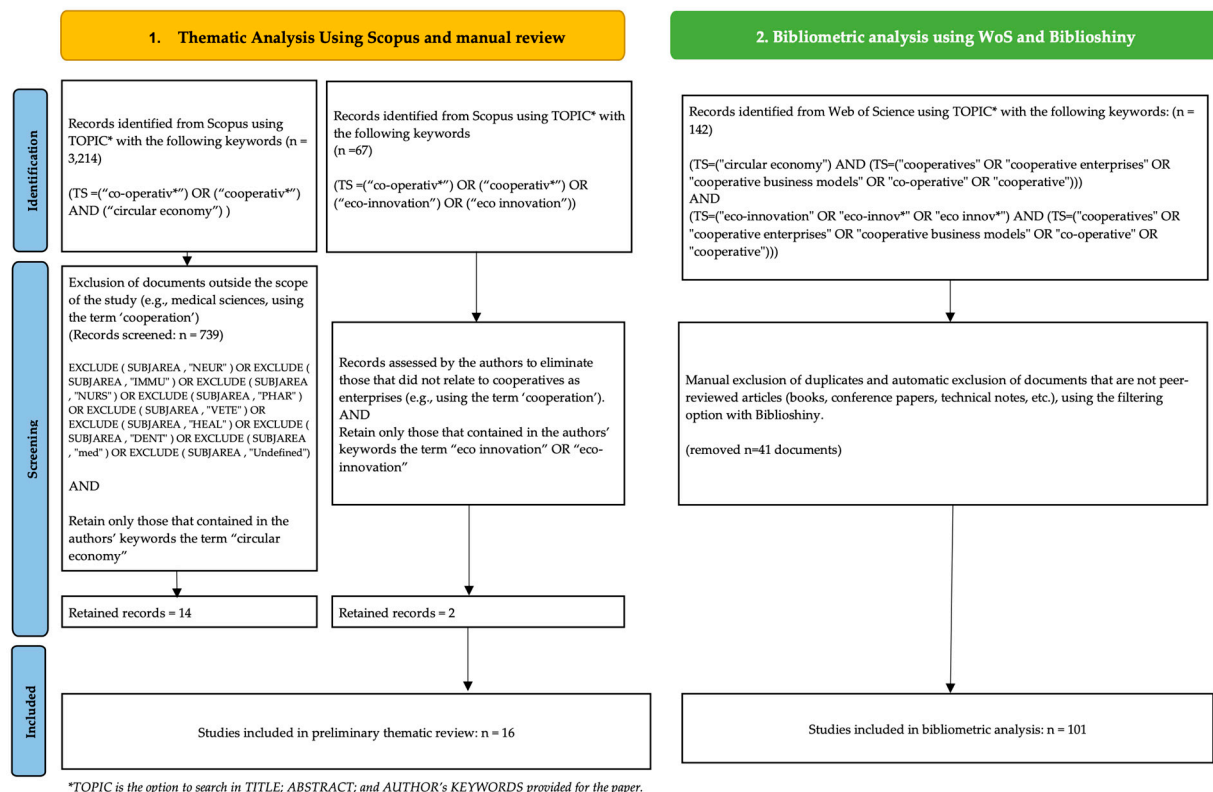 1. Thematic Analysis Using Scopus and manual review
2. Bibliometric analysis using WoS and Biblioshiny
Identification
Records identified from Scopus using
TOPIC* with the following keywords (n =
3,214)
(TS =(“co-operativ*”) OR (“cooperativ*”)
AND (“circular economy”) )
Records identified from Scopus using TOPIC* with
the following keywords
(n =67)
(TS =(“co-operativ*”) OR (“cooperativ*”) OR
(“eco-innovation”) OR (“eco innovation”))
Records identified from Web of Science using TOPIC* with the following keywords: (n =
142)
(TS=("circular economy") AND (TS=("cooperatives" OR "cooperative enterprises" OR
"cooperative business models" OR "co-operative" OR "cooperative")))
AND
(TS=("eco-innovation" OR "eco-innov*" OR "eco innov*") AND (TS=("cooperatives" OR
"cooperative enterprises" OR "cooperative business models" OR "co-operative" OR
"cooperative")))
Screening
Exclusion of documents outside the scope
of the study (e.g., medical sciences, using
the term ‘cooperation’)
(Records screened: n = 739)
EXCLUDE ( SUBJAREA , "NEUR" ) OR EXCLUDE (
SUBJAREA , "IMMU" ) OR EXCLUDE ( SUBJAREA
, "NURS" ) OR EXCLUDE ( SUBJAREA , "PHAR"
) OR EXCLUDE ( SUBJAREA , "VETE" ) OR
EXCLUDE ( SUBJAREA , "HEAL" ) OR EXCLUDE (
SUBJAREA , "DENT" ) OR EXCLUDE ( SUBJAREA
, "med" ) OR EXCLUDE ( SUBJAREA , "Undefined")
AND
Retain only those that contained in the
authors’ keywords the term “circular
economy”
Records assessed by the authors to eliminate
those that did not relate to cooperatives as
enterprises (e.g., using the term ‘cooperation’).
AND
Retain only those that contained in the authors’
keywords the term “eco innovation” OR “eco-
innovation”
Manual exclusion of duplicates and automatic exclusion of documents that are not peer-
reviewed articles (books, conference papers, technical notes, etc.), using the filtering
option with Biblioshiny.
(removed n=41 documents)
Retained records = 14
Retained records = 2
Included
Studies included in preliminary thematic review: n = 16
Studies included in bibliometric analysis: n = 101
*TOPIC is the option to search in TITLE; ABSTRACT; and AUTHOR's KEYWORDS provided for the paper.